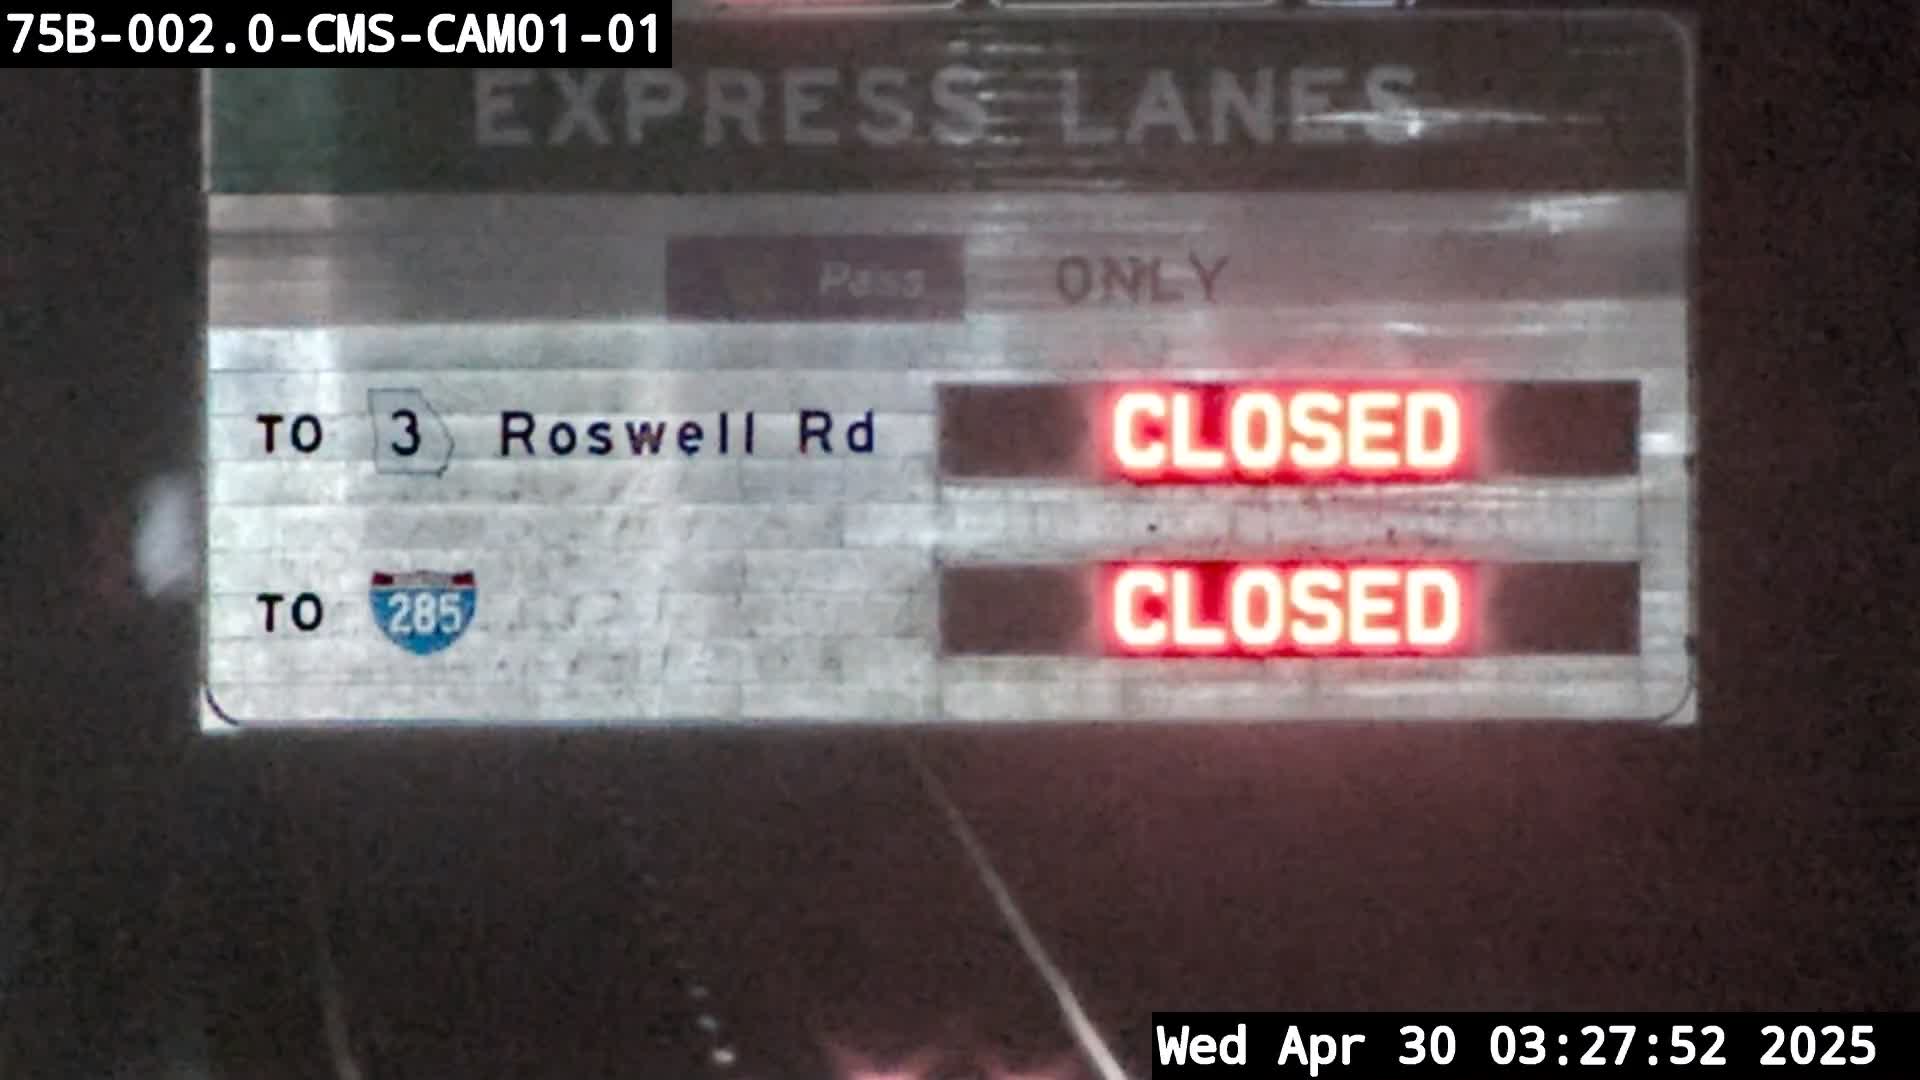 75B-002.0-CMS-CAM01-01
EXPRESS LANES
Pass ONLY
TO 3 Roswell Rd CLOSED
TO 285 CLOSED
Wed Apr 30 03:27:52 2025